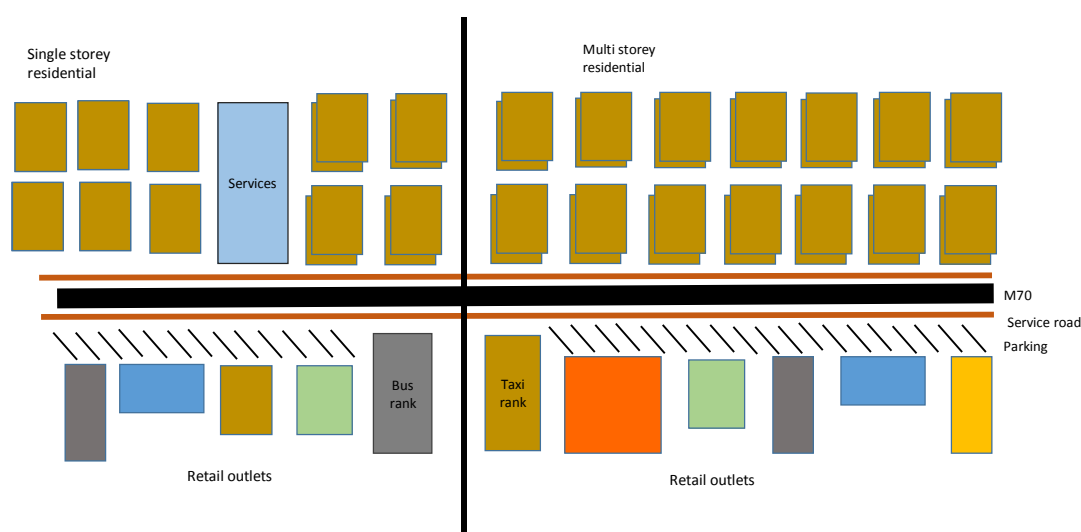 Single storey
residential
Multi storey
residential
Services
M70
Service road
Parking
Bus
rank
Taxi
rank
Retail outlets
Retail outlets